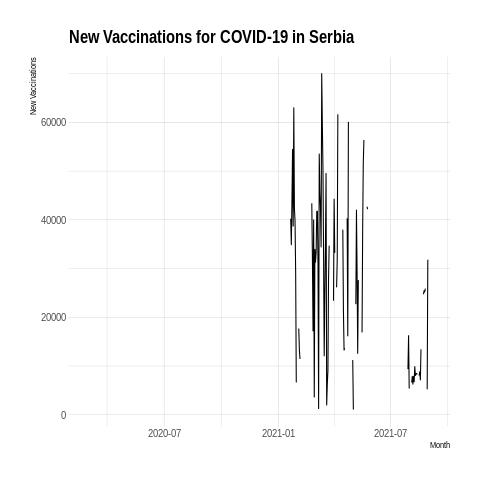 New Vaccinations for COVID-19 in Serbia
New Vaccinations
60000
40000
20000
0
2020-07
2021-01
2021-07
Month